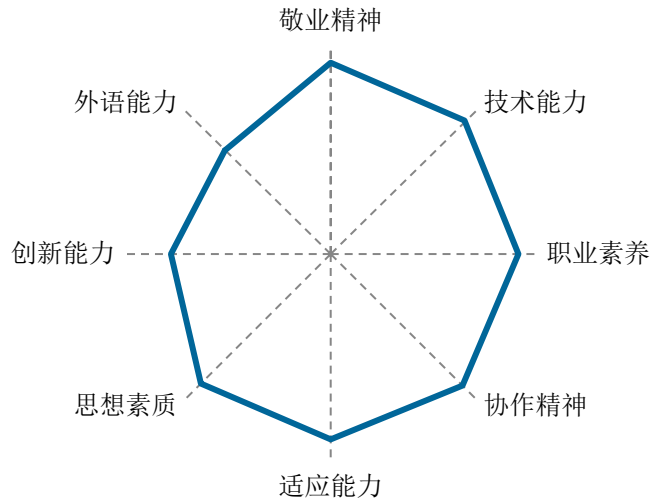 敬业精神
外语能力
技术能力
创新能力
职业素养
思想素质
协作精神
适应能力